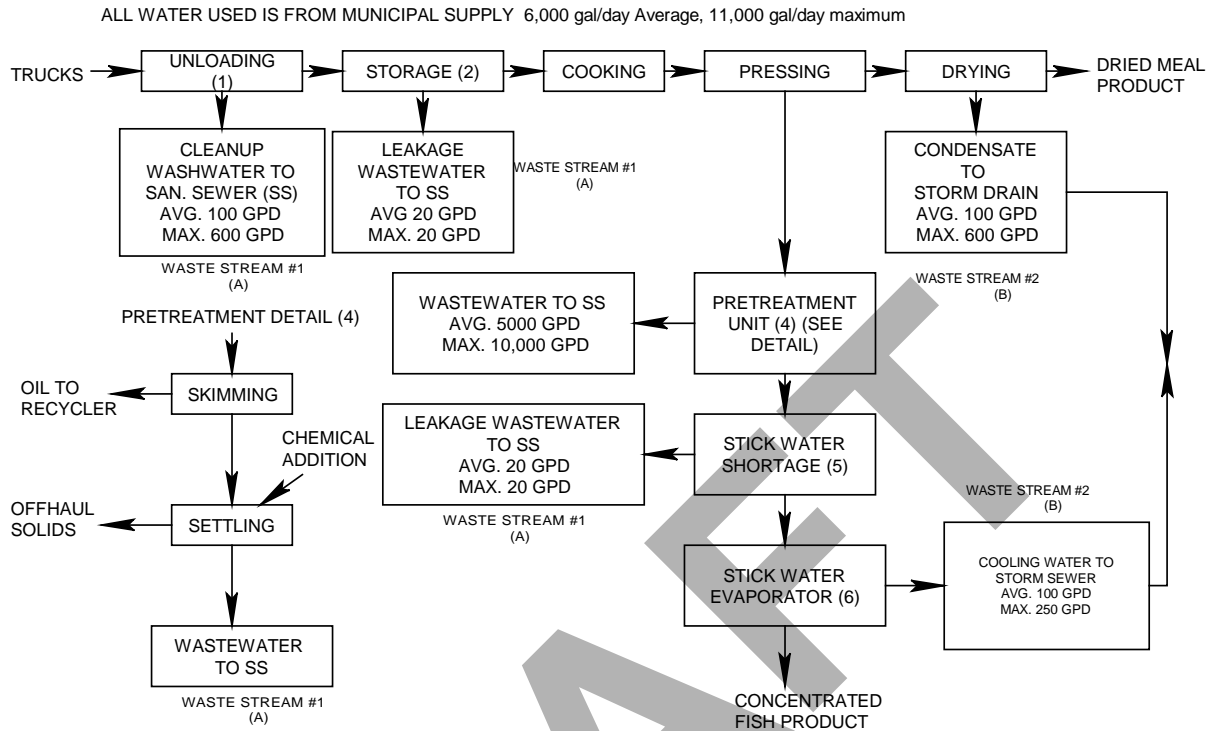 ALL WATER USED IS FROM MUNICIPAL SUPPLY 6,000 gal/day Average, 11,000 gal/day maximum
TRUCKS
UNLOADING
(1)
STORAGE (2)
COOKING
PRESSING
DRYING
DRIED MEAL
PRODUCT
CLEANUP
WASHWATER TO
SAN. SEWER (SS)
AVG. 100 GPD
MAX. 600 GPD
WASTE STREAM #1
(A)
LEAKAGE
WASTEWATER
TO SS
AVG 20 GPD
MAX. 20 GPD
WASTE STREAM #1
(A)
CONDENSATE
TO
STORM DRAIN
AVG. 100 GPD
MAX. 600 GPD
WASTE STREAM #2
(B)
PRETREATMENT DETAIL (4)
WASTEWATER TO SS
AVG. 5000 GPD
MAX. 10,000 GPD
PRETREATMENT
UNIT (4) (SEE
DETAIL)
OIL TO
RECYCLER
SKIMMING
CHEMICAL
ADDITION
LEAKAGE WASTEWATER
TO SS
AVG. 20 GPD
MAX. 20 GPD
WASTE STREAM #1
(A)
STICK WATER
SHORTAGE (5)
OFFHAUL
SOLIDS
SETTLING
WASTE STREAM #2
(B)
STICK WATER
EVAPORATOR (6)
COOLING WATER TO
STORM SEWER
AVG. 100 GPD
MAX. 250 GPD
WASTEWATER
TO SS
WASTE STREAM #1
(A)
CONCENTRATED
FISH PRODUCT
AFT